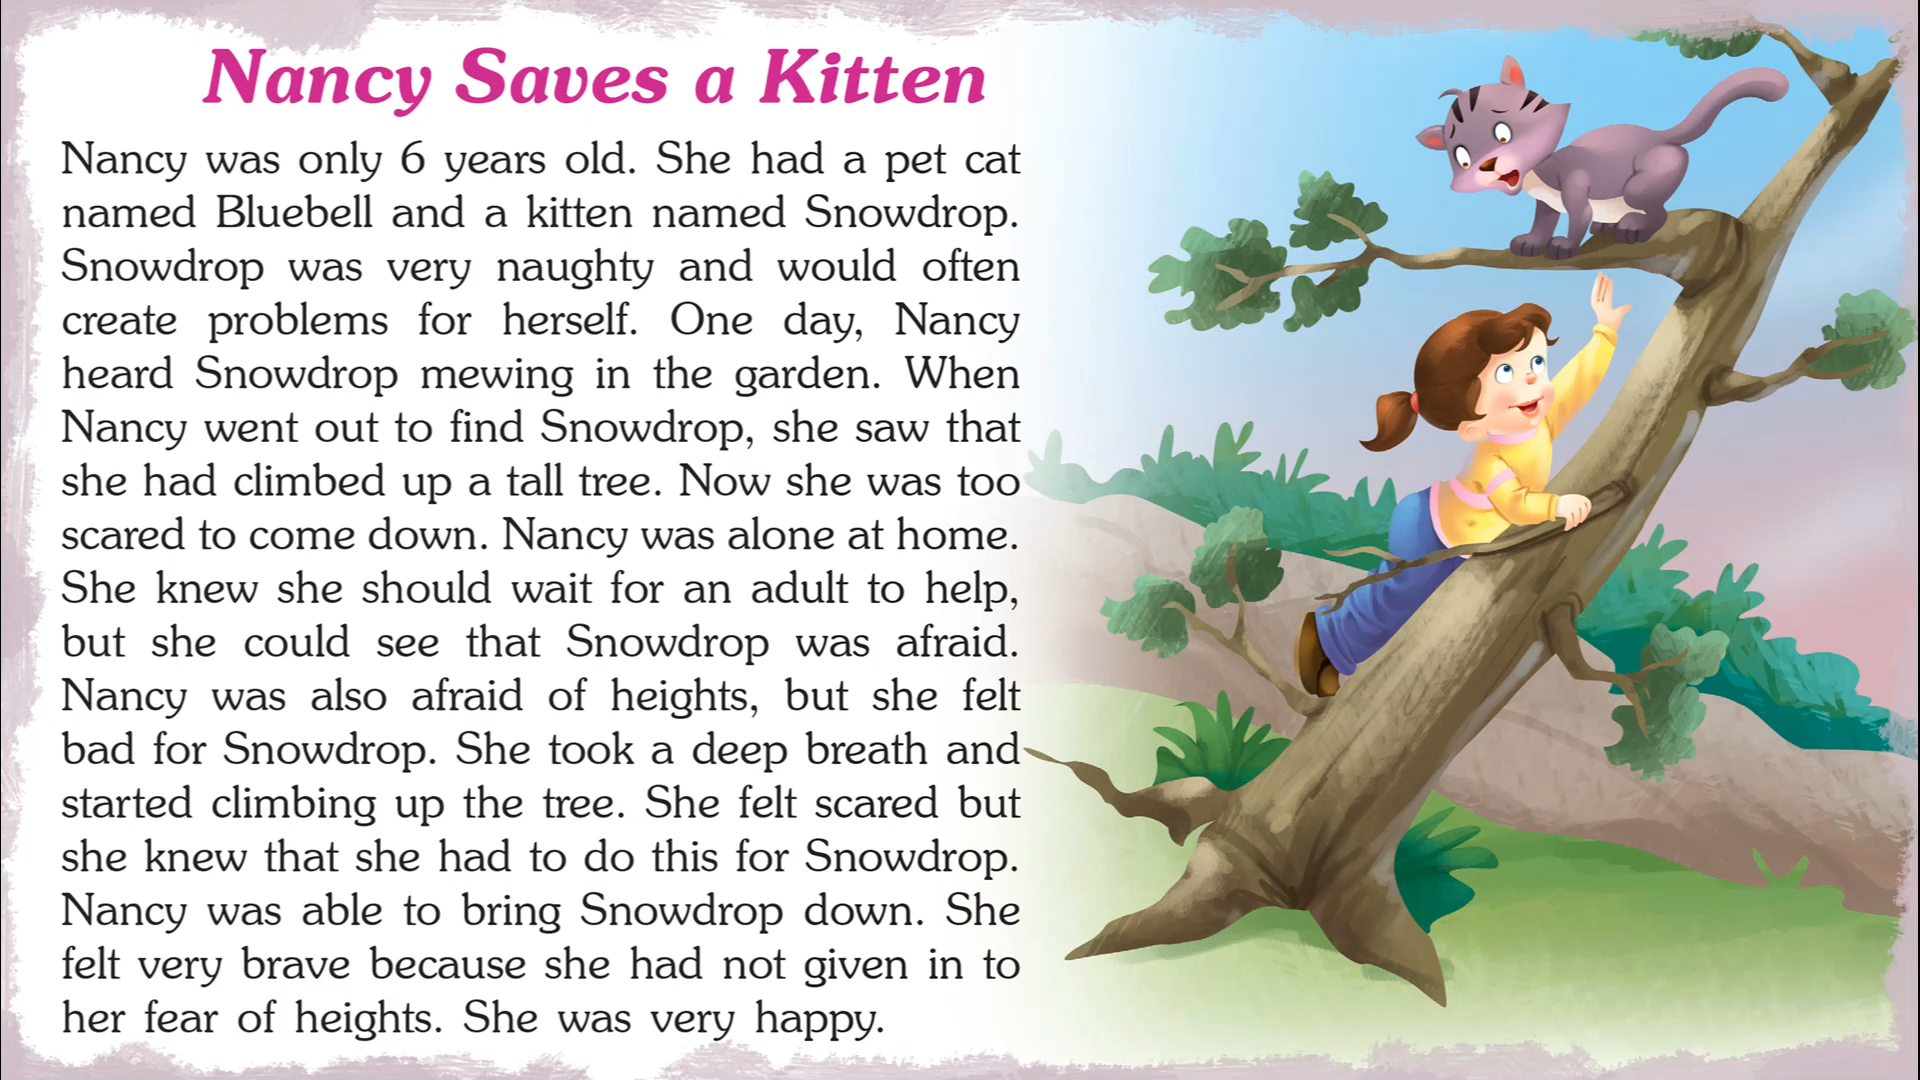 Nancy Saves a Kitten
Nancy was only 6 years old. She had a pet cat
named Bluebell and a kitten named Snowdrop.
Snowdrop was very naughty and would often
create problems for herself. One day, Nancy
heard Snowdrop mewing in the garden. When
Nancy went out to find Snowdrop, she saw that
she had climbed up a tall tree. Now she was too
scared to come down. Nancy was alone at home.
She knew she should wait for an adult to help,
but she could see that Snowdrop was afraid.
Nancy was also afraid of heights, but she felt
bad for Snowdrop. She took a deep breath and
started climbing up the tree. She felt scared but
she knew that she had to do this for Snowdrop.
Nancy was able to bring Snowdrop down. She
felt very brave because she had not given in to
her fear of heights. She was very happy.